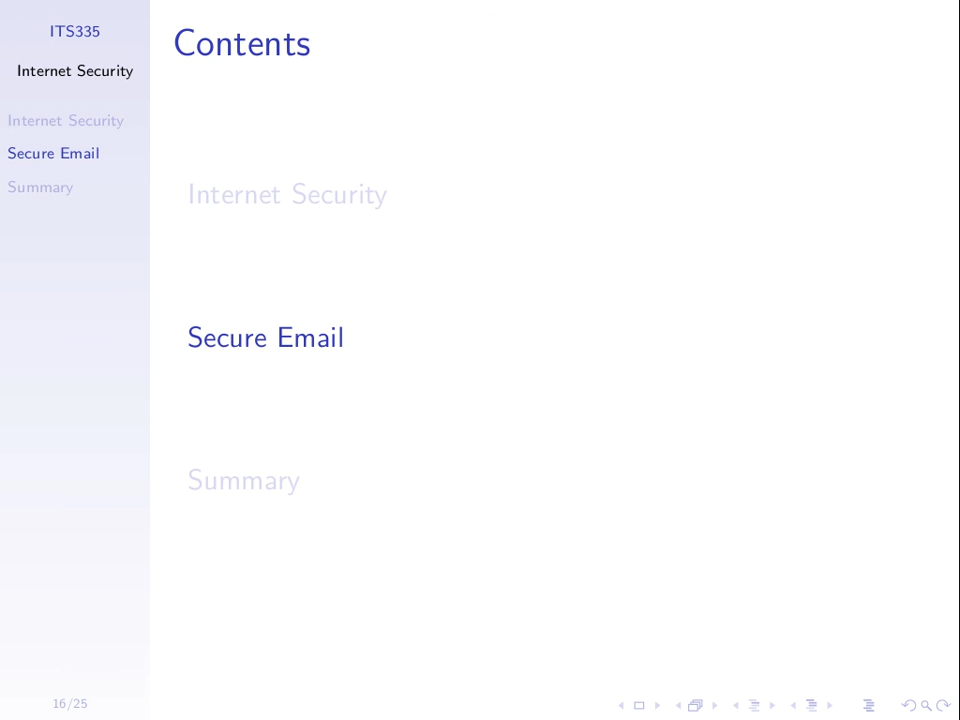 ITS335
Internet Security
Internet Security
Secure Email
Summary
Contents
Internet Security
Secure Email
Summary
16/25